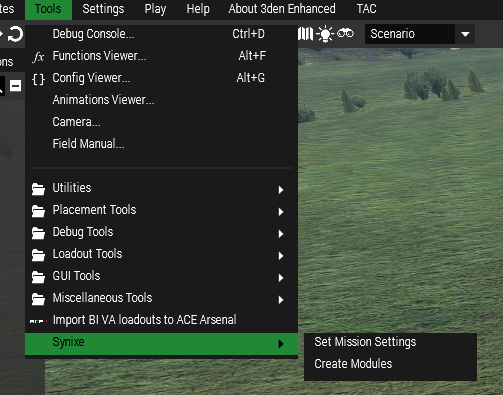 tes Tools Settings Play Help About 3den Enhanced TAC
Debug Console... Ctrl+D
Scenario
fx Functions Viewer... Alt+F
ons
{} Config Viewer... Alt+G
Animations Viewer...
Camera...
Field Manual...
Utilities
Placement Tools
Debug Tools
Loadout Tools
GUI Tools
Miscellaneous Tools
Import BI VA loadouts to ACE Arsenal
Synixe
Set Mission Settings
Create Modules